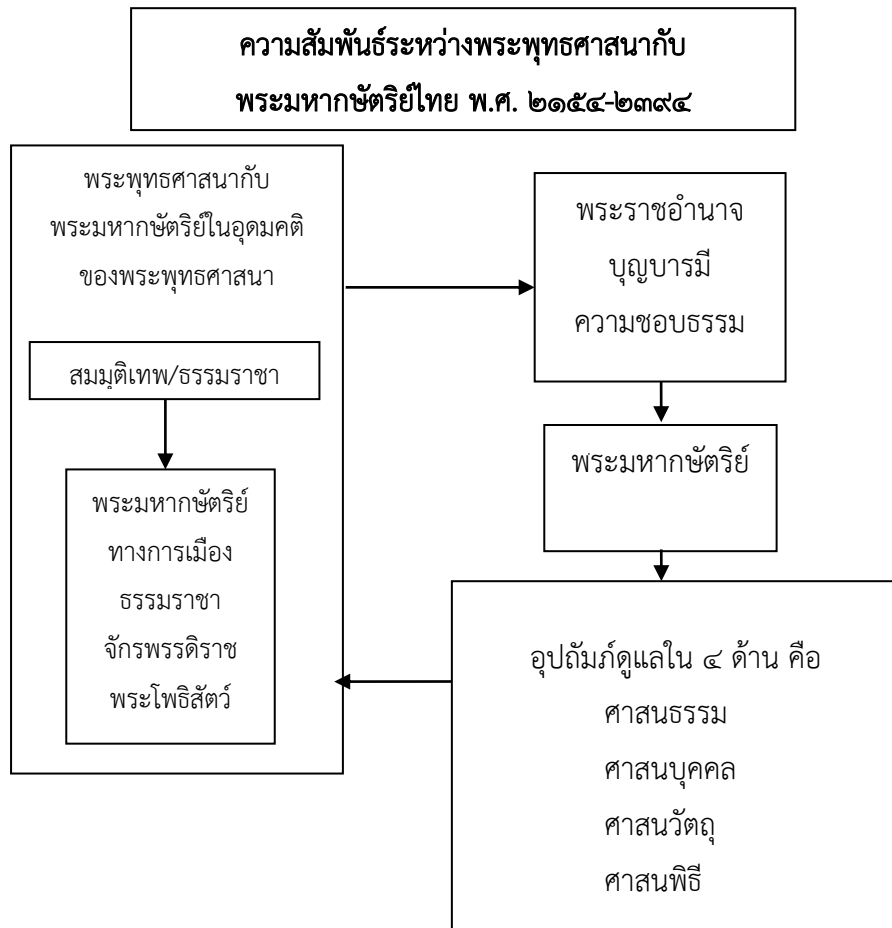 ความสัมพันธ์ระหว่างพระพุทธศาสนากับ
พระมหากษัตริย์ไทย พ.ศ. ๒๑๕๔-๒๓๙๔
พระพุทธศาสนากับ
พระมหากษัตริย์ในอุดมคติ
ของพระพุทธศาสนา
สมมุติเทพ/ธรรมราชา
พระมหากษัตริย์
ทางการเมือง
ธรรมราชา
จักรพรรดิราช
พระโพธิสัตว์
พระราชอำนาจ
บุญบารมี
ความชอบธรรม
พระมหากษัตริย์
อุปถัมภ์ดูแลใน ๔ ด้าน คือ
ศาสนธรรม
ศาสนบุคคล
ศาสนวัตถุ
ศาสนพิธี